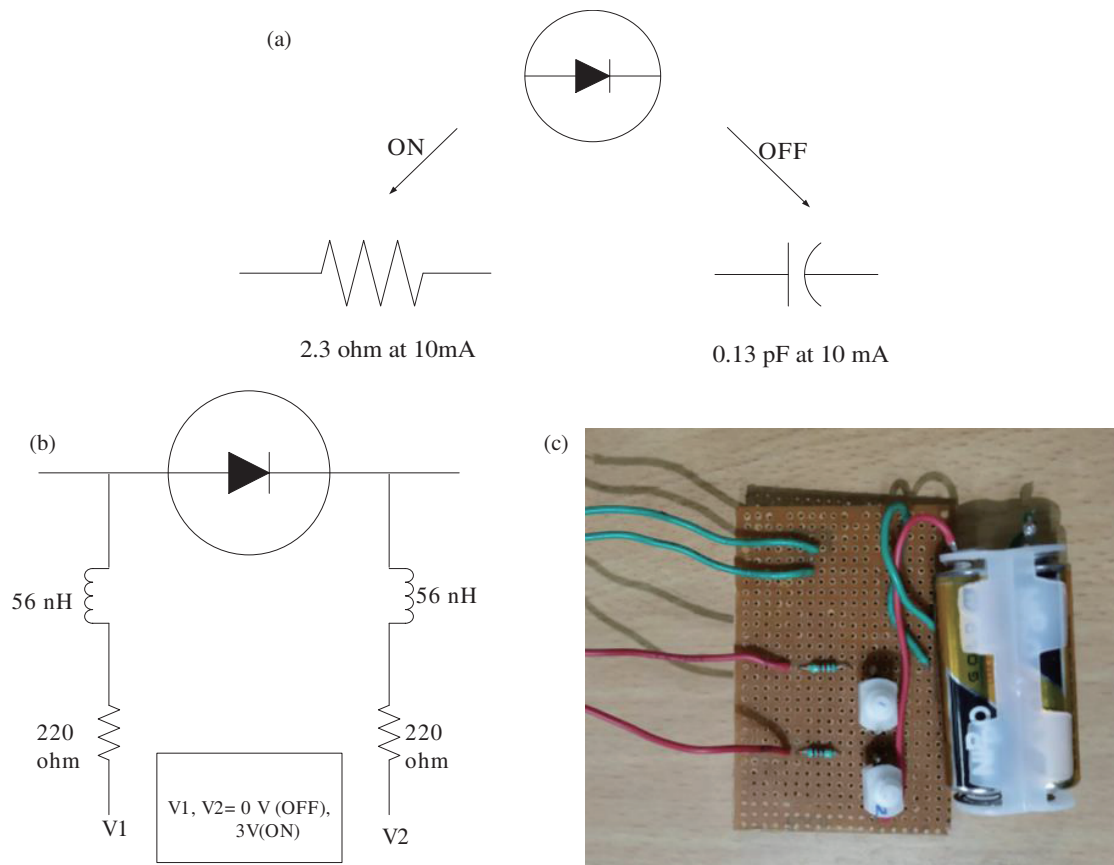 (a)
ON
OFF
2.3 ohm at 10mA
0.13 pF at 10 mA
(b)
(c)
56 nH
56 nH
220
ohm
220
ohm
V1, V2= 0 V (OFF),
3V(ON)
V1
V2
2